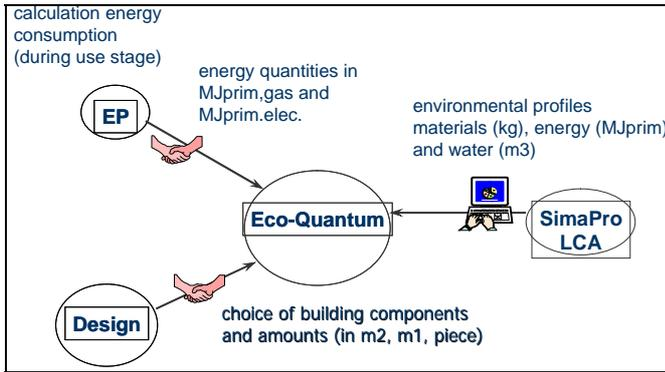 calculation energy
consumption
(during use stage)
energy quantities in
MJprim,gas and
MJprim.elec.
EP
environmental profiles
materials (kg), energy (MJprim)
and water (m3)
Eco-Quantum
SimaPro
LCA
Design
choice of building components
and amounts (in m2, m1, piece)